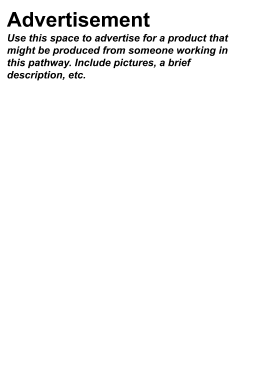 Advertisement
Use this space to advertise for a product that
might be produced from someone working in
this pathway. Include pictures, a brief
description, etc.